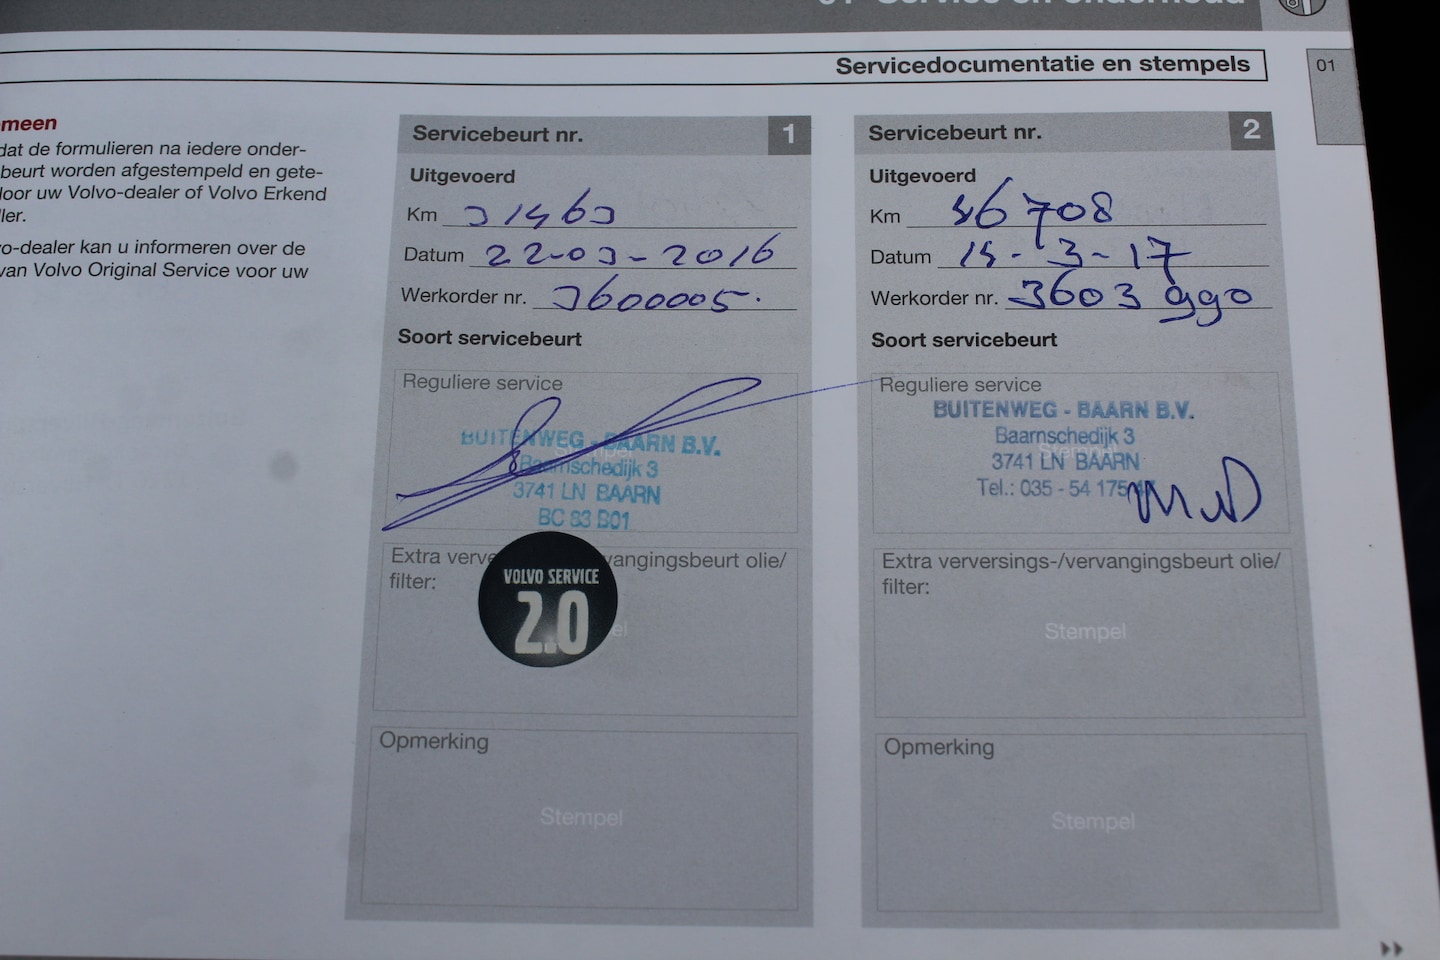 Servicedocumentatie en stempels
01
meen
dat de formulieren na iedere onder-
beurt worden afgestempeld en gete-
door uw Volvo-dealer of Volvo Erkend
ller.
vo-dealer kan u informeren over de
van Volvo Original Service voor uw
Servicebeurt nr. 1
Uitgevoerd
Km 31463
Datum 22-03-2016
Werkorder nr. 3600005.
Soort servicebeurt
Reguliere service
BUITENWEG - BAARN B.V.
Baarnschedijk 3
3741 LN BAARN
BC 83 B01
Extra verve vervangingsbeurt olie/
filter:
VOLVO SERVICE
2.0
Opmerking
Stempel
Servicebeurt nr. 2
Uitgevoerd
Km 46708
Datum 15-3-17
Werkorder nr. 3603990
Soort servicebeurt
Reguliere service
BUITENWEG - BAARN B.V.
Baarnschedijk 3
3741 LN BAARN
Tel.: 035 - 54 175
Extra verversings-/vervangingsbeurt olie/
filter:
Stempel
Opmerking
Stempel